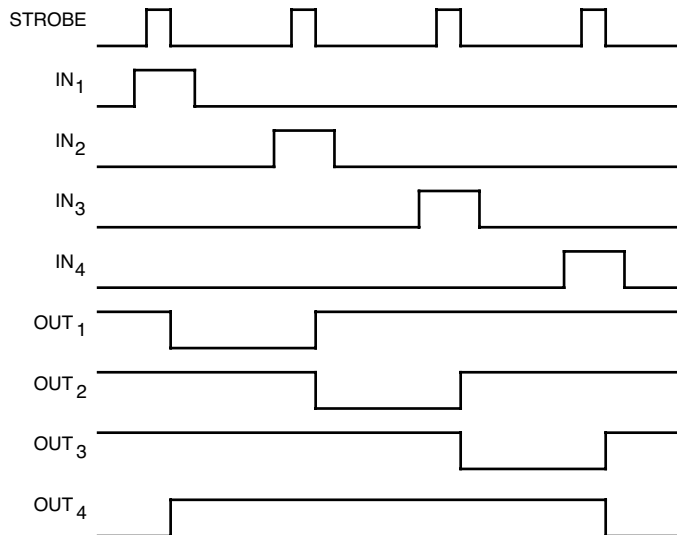 STROBE
IN1
IN2
IN3
IN4
OUT1
OUT2
OUT3
OUT4